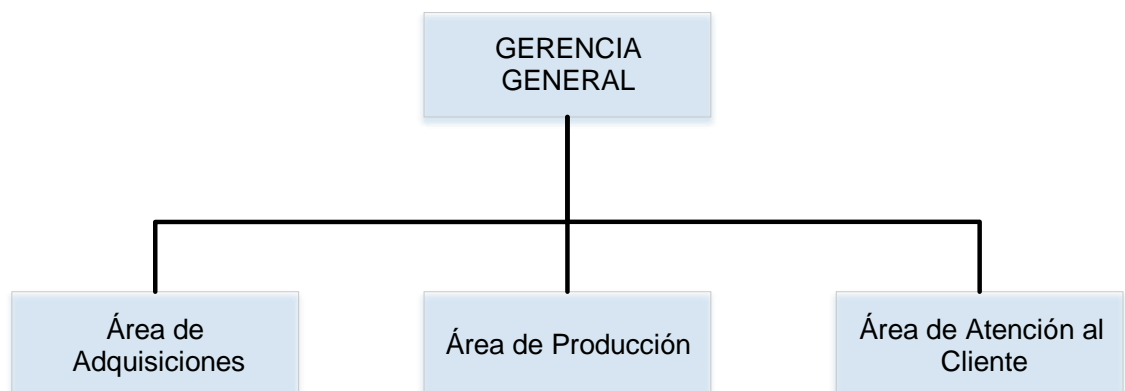 GERENCIA
GENERAL
Área de
Adquisiciones
Área de Producción
Área de Atención al
Cliente